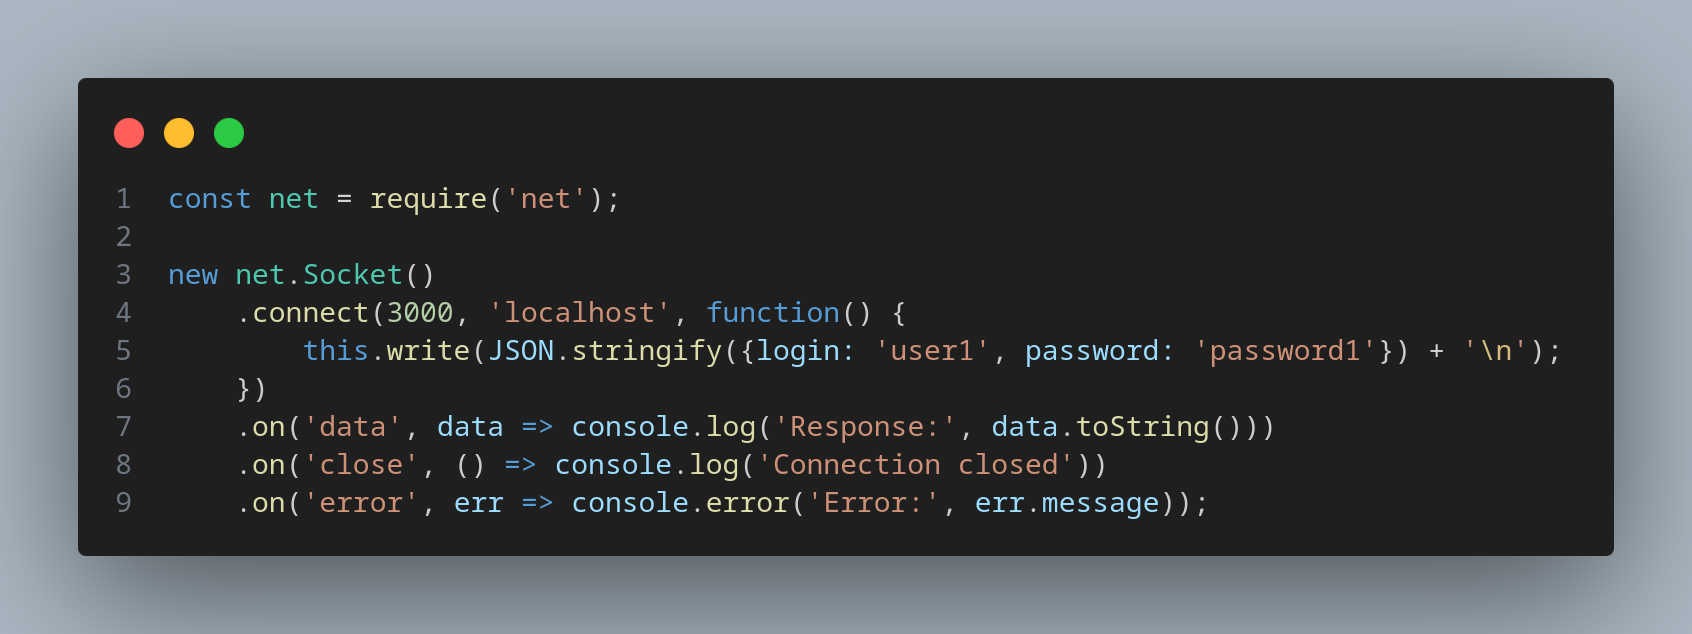 1 const net = require('net');
2
3 new net.Socket()
4     .connect(3000, 'localhost', function() {
5         this.write(JSON.stringify({login: 'user1', password: 'password1'}) + '\n');
6     })
7     .on('data', data => console.log('Response:', data.toString()))
8     .on('close', () => console.log('Connection closed'))
9     .on('error', err => console.error('Error:', err.message));